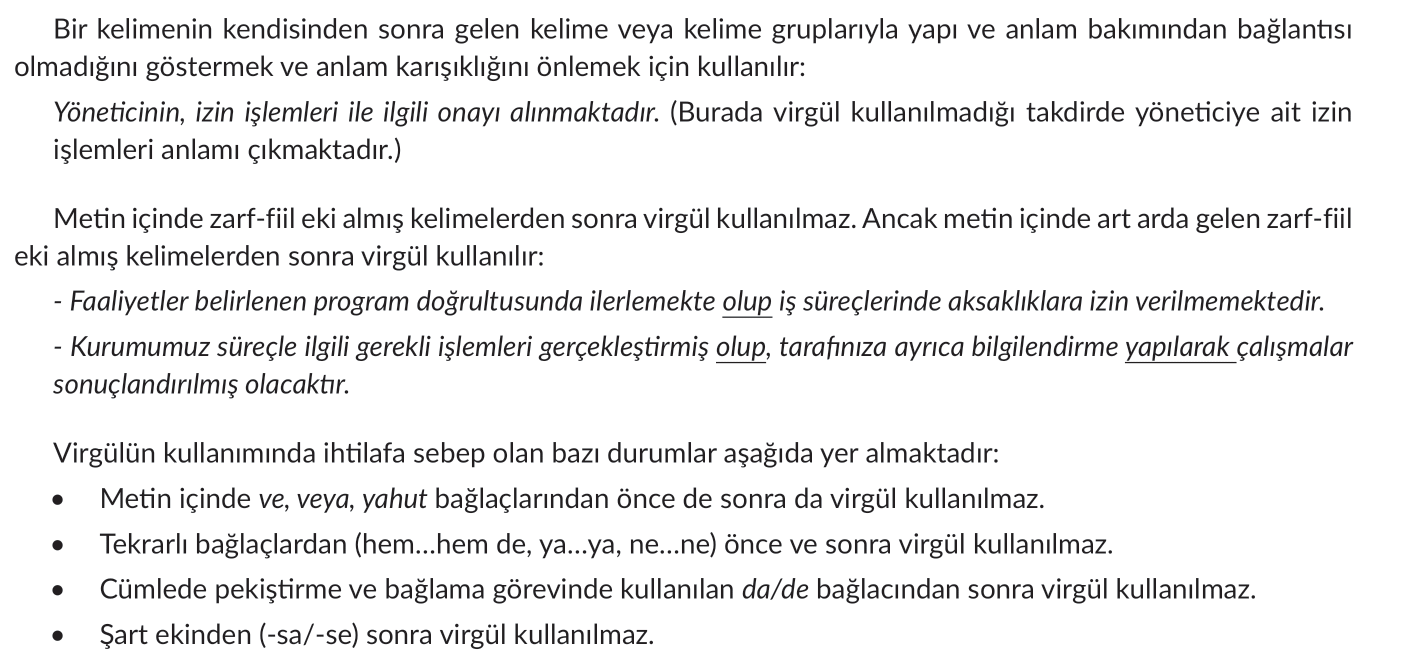 Bir kelimenin kendisinden sonra gelen kelime veya kelime gruplarıyla yapı ve anlam bakımından bağlantısı
olmadığını göstermek ve anlam karışıklığını önlemek için kullanılır:
Yöneticinin, izin işlemleri ile ilgili onayı alınmaktadır. (Burada virgül kullanılmadığı takdirde yöneticiye ait izin
işlemleri anlamı çıkmaktadır.)
Metin içinde zarf-fiil eki almış kelimelerden sonra virgül kullanılmaz. Ancak metin içinde art arda gelen zarf-fiil
eki almış kelimelerden sonra virgül kullanılır:
- Faaliyetler belirlenen program doğrultusunda ilerlemekte olup iş süreçlerinde aksaklıklara izin verilmemektedir.
- Kurumumuz süreçle ilgili gerekli işlemleri gerçekleştirmiş olup, tarafınıza ayrıca bilgilendirme yapılarak çalışmalar
sonuçlandırılmış olacaktır.
Virgülün kullanımında ihtilafa sebep olan bazı durumlar aşağıda yer almaktadır:
• Metin içinde ve, veya, yahut bağlaçlarından önce de sonra da virgül kullanılmaz.
• Tekrarlı bağlaçlardan (hem...hem de, ya...ya, ne...ne) önce ve sonra virgül kullanılmaz.
• Cümlede pekiştirme ve bağlama görevinde kullanılan da/de bağlacından sonra virgül kullanılmaz.
• Şart ekinden (-sa/-se) sonra virgül kullanılmaz.